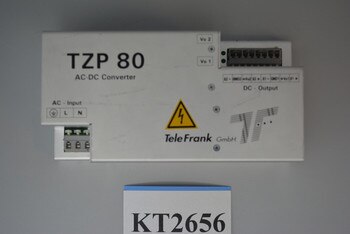 TZP 80
AC DC Converter
Vo 2
Vo 1
AC - Input
L N
DC - Output
TeleFrank GmbH
KT2656